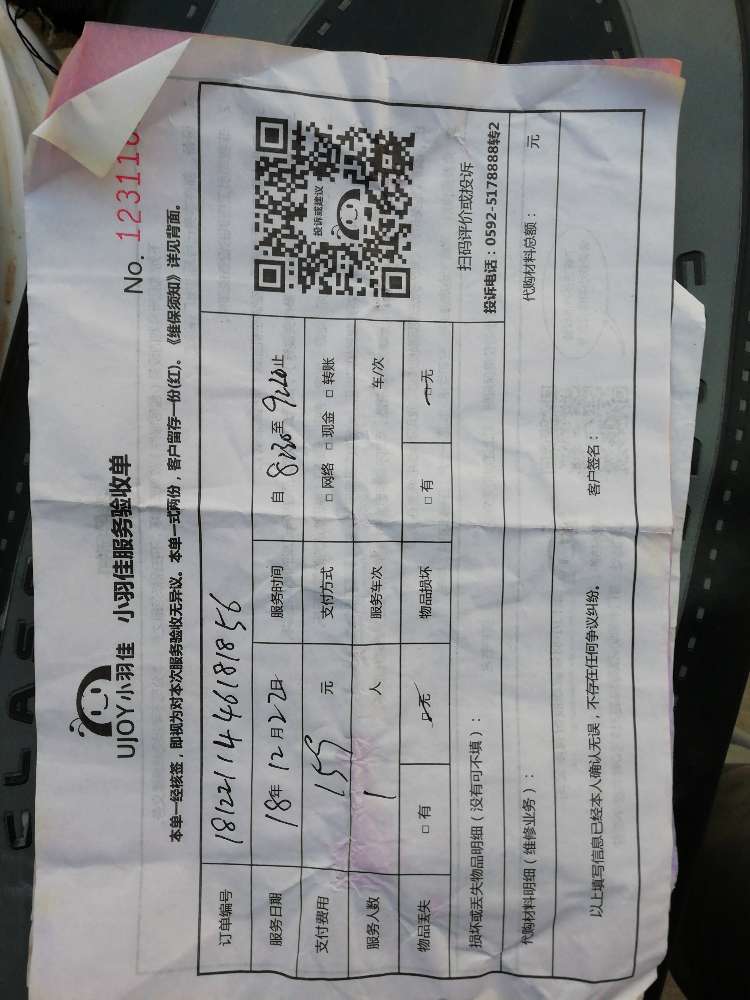 UJOY小羽佳 小羽佳服务验收单
No. 123116
本单一经核签，即视为对本次服务验收无异议。本单一式两份，客户留存一份(红)。《维保须知》详见背面。
订单编号 1812211446181856
服务日期 18年12月22日 服务时间 自 8:30 至 9:20 止
支付费用 155 元 支付方式 □ 网络 □ 现金 □ 转账
服务人数 1 人 服务车次 车/次
物品丢失 □ 有 □ 无 物品损坏 □ 有 □ 无
投诉或建议
扫码评价或投诉
投诉电话：0592-5178888转2
损坏或丢失物品明细（没有可不填）：
代购材料明细（维修业务）： 代购材料总额： 元
以上填写信息已经本人确认无误，不存在任何争议纠纷。 客户签名：